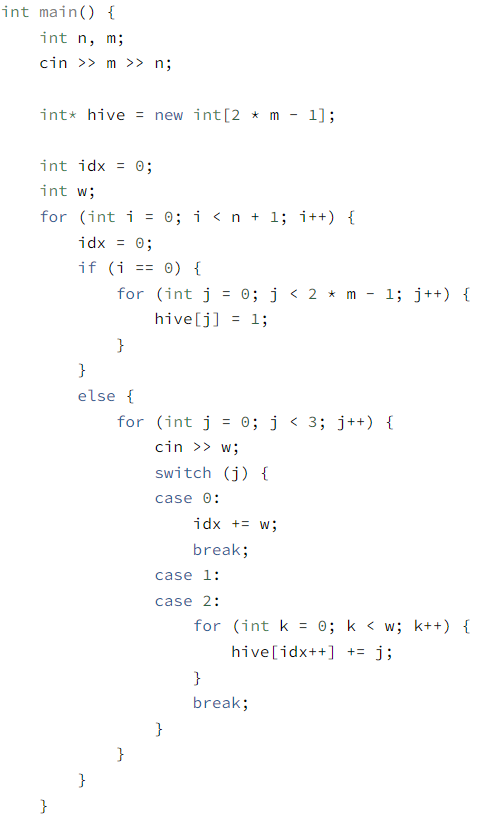 int main() {
    int n, m;
    cin >> m >> n;

    int* hive = new int[2 * m - 1];

    int idx = 0;
    int w;
    for (int i = 0; i < n + 1; i++) {
        idx = 0;
        if (i == 0) {
            for (int j = 0; j < 2 * m - 1; j++) {
                hive[j] = 1;
            }
        }
        else {
            for (int j = 0; j < 3; j++) {
                cin >> w;
                switch (j) {
                case 0:
                    idx += w;
                    break;
                case 1:
                case 2:
                    for (int k = 0; k < w; k++) {
                        hive[idx++] += j;
                    }
                    break;
                }
            }
        }
    }